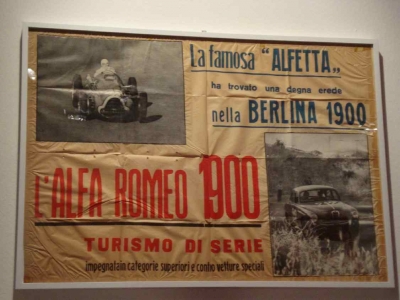 La famosa "ALFETTA„
ha trovato una degna erede
nella BERLINA 1900
L'ALFA ROMEO 1900
TURISMO DI SERIE
impegnata in categorie superiori e contro vetture speciali